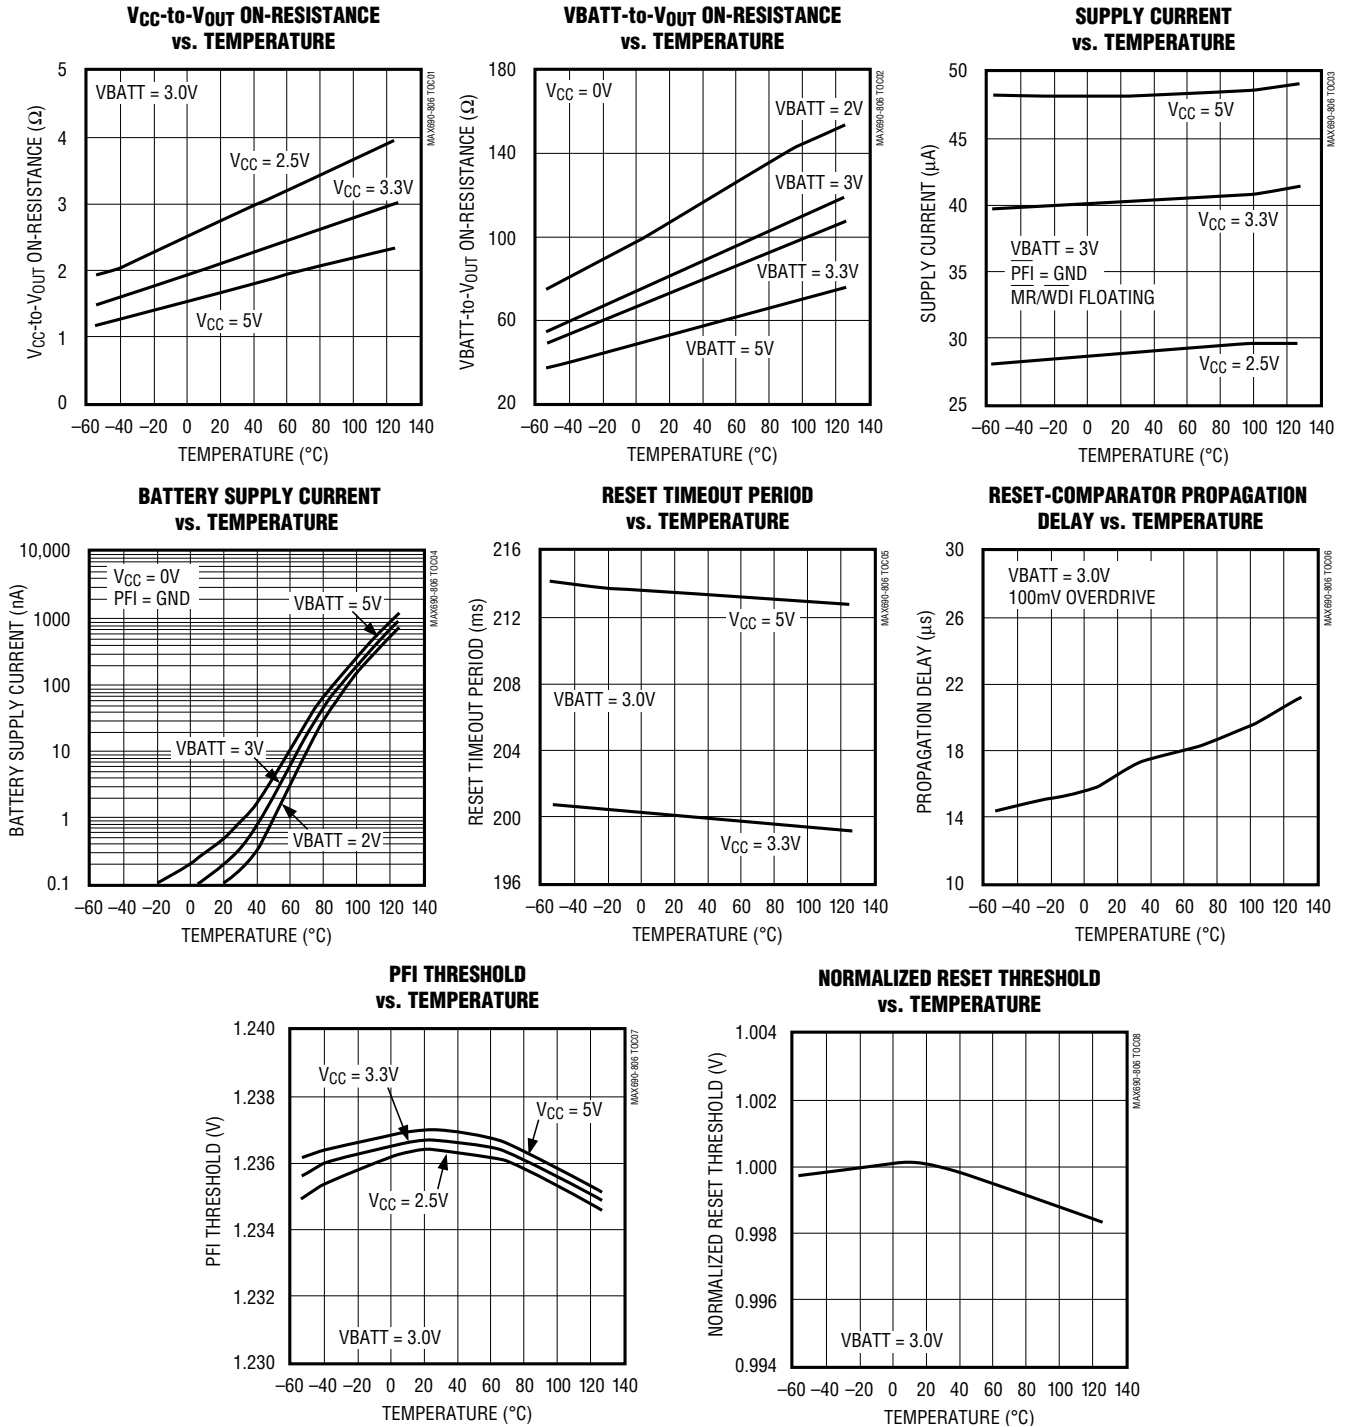 VCC-to-VOUT ON-RESISTANCE
vs. TEMPERATURE
VCC-to-VOUT ON-RESISTANCE (Ω)
5
4
3
2
1
0
VBATT = 3.0V
VCC = 2.5V
VCC = 3.3V
VCC = 5V
MAX690-806 TOC01
–60 –40 –20 0 20 40 60 80 100 120 140
TEMPERATURE (°C)
VBATT-to-VOUT ON-RESISTANCE
vs. TEMPERATURE
VBATT-to-VOUT ON-RESISTANCE (Ω)
180
140
100
60
20
VCC = 0V
VBATT = 2V
VBATT = 3V
VBATT = 3.3V
VBATT = 5V
MAX690-806 TOC02
–60 –40 –20 0 20 40 60 80 100 120 140
TEMPERATURE (°C)
SUPPLY CURRENT
vs. TEMPERATURE
SUPPLY CURRENT (µA)
50
45
40
35
30
25
VCC = 5V
VCC = 3.3V
VBATT = 3V
PFI = GND
MR/WDI FLOATING
VCC = 2.5V
MAX690-806 TOC03
–60 –40 –20 0 20 40 60 80 100 120 140
TEMPERATURE (°C)
BATTERY SUPPLY CURRENT
vs. TEMPERATURE
BATTERY SUPPLY CURRENT (nA)
10,000
1000
100
10
1
0.1
VCC = 0V
PFI = GND
VBATT = 5V
VBATT = 3V
VBATT = 2V
MAX690-806 TOC04
–60 –40 –20 0 20 40 60 80 100 120 140
TEMPERATURE (°C)
RESET TIMEOUT PERIOD
vs. TEMPERATURE
RESET TIMEOUT PERIOD (ms)
216
212
208
204
200
196
VCC = 5V
VBATT = 3.0V
VCC = 3.3V
MAX690-806 TOC05
–60 –40 –20 0 20 40 60 80 100 120 140
TEMPERATURE (°C)
RESET-COMPARATOR PROPAGATION
DELAY vs. TEMPERATURE
PROPAGATION DELAY (µs)
30
26
22
18
14
10
VBATT = 3.0V
100mV OVERDRIVE
MAX690-806 TOC06
–60 –40 –20 0 20 40 60 80 100 120 140
TEMPERATURE (°C)
PFI THRESHOLD
vs. TEMPERATURE
PFI THRESHOLD (V)
1.240
1.238
1.236
1.234
1.232
1.230
VCC = 3.3V
VCC = 5V
VCC = 2.5V
VBATT = 3.0V
MAX690-806 TOC07
–60 –40 –20 0 20 40 60 80 100 120 140
TEMPERATURE (°C)
NORMALIZED RESET THRESHOLD
vs. TEMPERATURE
NORMALIZED RESET THRESHOLD (V)
1.004
1.002
1.000
0.998
0.996
0.994
VBATT = 3.0V
MAX690-806 TOC08
–60 –40 –20 0 20 40 60 80 100 120 140
TEMPERATURE (°C)